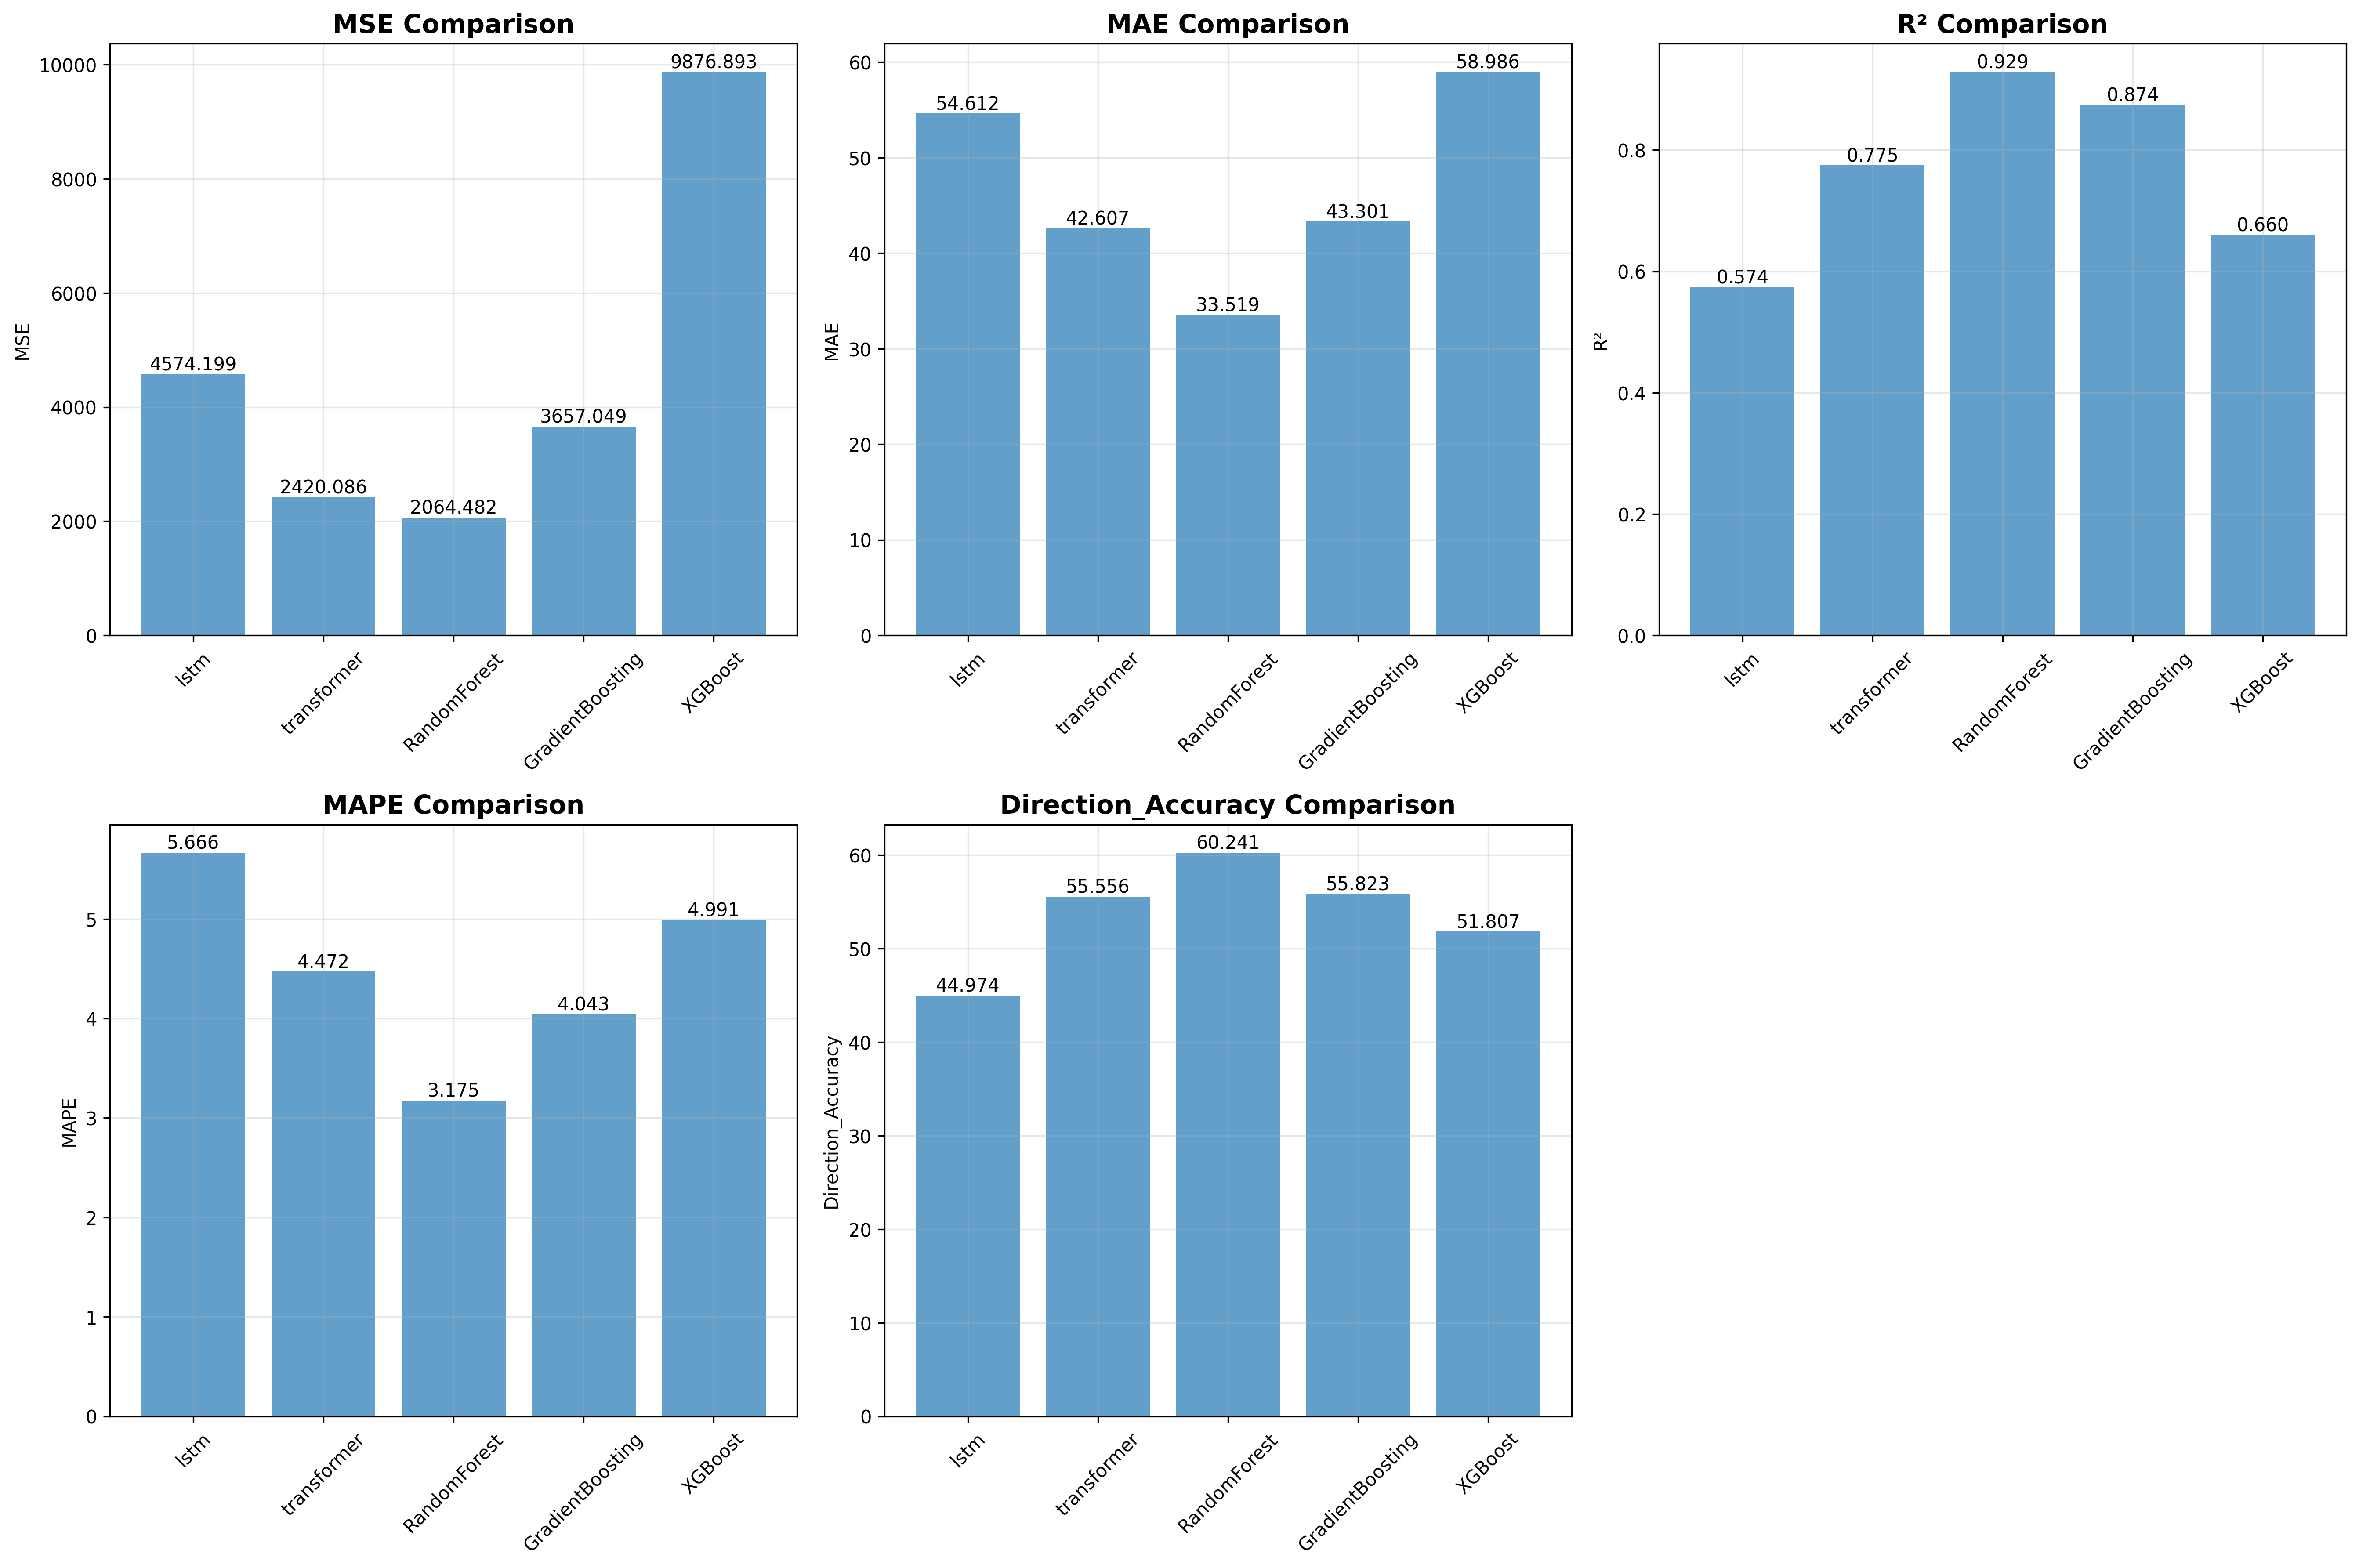 MSE Comparison
10000
8000
6000
4000
2000
0
MSE
4574.199
2420.086
2064.482
3657.049
9876.893
lstm
transformer
RandomForest
GradientBoosting
XGBoost
MAE Comparison
60
50
40
30
20
10
0
MAE
54.612
42.607
33.519
43.301
58.986
lstm
transformer
RandomForest
GradientBoosting
XGBoost
R² Comparison
0.8
0.6
0.4
0.2
0.0
R²
0.574
0.775
0.929
0.874
0.660
lstm
transformer
RandomForest
GradientBoosting
XGBoost
MAPE Comparison
5
4
3
2
1
0
MAPE
5.666
4.472
3.175
4.043
4.991
lstm
transformer
RandomForest
GradientBoosting
XGBoost
Direction_Accuracy Comparison
60
50
40
30
20
10
0
Direction_Accuracy
44.974
55.556
60.241
55.823
51.807
lstm
transformer
RandomForest
GradientBoosting
XGBoost